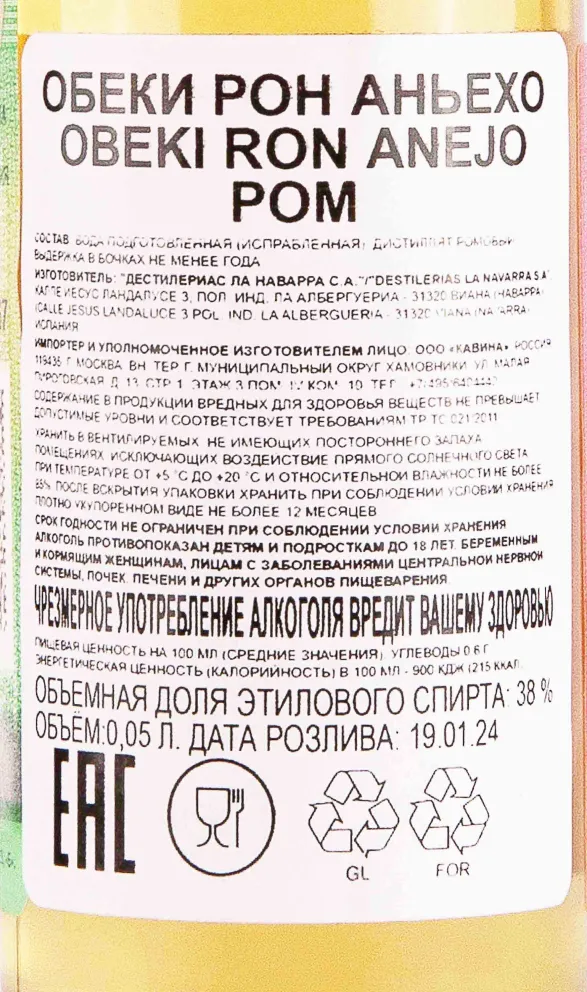 ОБЕКИ РОН АНЬЕХО
OBEKI RON ANEJO
РОМ
СОСТАВ ВОДА ПОДГОТОВЛЕННАЯ (ИСПРАВЛЕННАЯ) ДИСТИЛЛЯТ РОМОВЫЙ
ВЫДЕРЖКА В БОЧКАХ НЕ МЕНЕЕ ГОДА
ИЗГОТОВИТЕЛЬ: "ДЕСТИЛЕРИАС ЛА НАВАРРА С.А."/"DESTILERIAS LA NAVARRA S.A
КАЛЛЕ ИЕСУС ЛАНДАЛУСЕ 3, ПОЛ ИНД. ЛА АЛБЕРГУЕРИА - 31320 ВИАНА (НАВАРРА)
(CALLE JESUS LANDALUCE 3 POL. IND. LA ALBERGUERIA - 31320 VIANA (NAVARRA)
ИСПАНИЯ
ИМПОРТЕР И УПОЛНОМОЧЕННОЕ ИЗГОТОВИТЕЛЕМ ЛИЦО: ООО «КАВИНА» РОССИЯ
119435 Г МОСКВА ВН ТЕР Г. МУНИЦИПАЛЬНЫЙ ОКРУГ ХАМОВНИКИ УЛ МАЛАЯ
ПИРОГОВСКАЯ Д 13 СТР 1 ЭТАЖ 3 ПОМ КОМ 10 ТЕЛ
СОДЕРЖАНИЕ В ПРОДУКЦИИ ВРЕДНЫХ ДЛЯ ЗДОРОВЬЯ ВЕЩЕСТВ НЕ ПРЕВЫШАЕТ
ДОПУСТИМЫЕ УРОВНИ И СООТВЕТСТВУЕТ ТРЕБОВАНИЯМ ТР ТС 021/2011
ХРАНИТЬ В ВЕНТИЛИРУЕМЫХ НЕ ИМЕЮЩИХ ПОСТОРОННЕГО ЗАПАХА
ПОМЕЩЕНИЯХ, ИСКЛЮЧАЮЩИХ ВОЗДЕЙСТВИЕ ПРЯМОГО СОЛНЕЧНОГО СВЕТА
ПРИ ТЕМПЕРАТУРЕ ОТ +5 °С ДО +20 °С И ОТНОСИТЕЛЬНОЙ ВЛАЖНОСТИ НЕ БОЛЕЕ
85% ПОСЛЕ ВСКРЫТИЯ УПАКОВКИ ХРАНИТЬ ПРИ СОБЛЮДЕНИИ УСЛОВИЙ ХРАНЕНИЯ
ПЛОТНО УКУПОРЕННОМ ВИДЕ НЕ БОЛЕЕ 12 МЕСЯЦЕВ
СРОК ГОДНОСТИ НЕ ОГРАНИЧЕН ПРИ СОБЛЮДЕНИИ УСЛОВИЙ ХРАНЕНИЯ
АЛКОГОЛЬ ПРОТИВОПОКАЗАН ДЕТЯМ И ПОДРОСТКАМ ДО 18 ЛЕТ, БЕРЕМЕННЫМ
И КОРМЯЩИМ ЖЕНЩИНАМ, ЛИЦАМ С ЗАБОЛЕВАНИЯМИ ЦЕНТРАЛЬНОЙ НЕРВНОЙ
СИСТЕМЫ, ПОЧЕК, ПЕЧЕНИ И ДРУГИХ ОРГАНОВ ПИЩЕВАРЕНИЯ
ЧРЕЗМЕРНОЕ УПОТРЕБЛЕНИЕ АЛКОГОЛЯ ВРЕДИТ ВАШЕМУ ЗДОРОВЬЮ
ПИЩЕВАЯ ЦЕННОСТЬ НА 100 МЛ (СРЕДНИЕ ЗНАЧЕНИЯ). УГЛЕВОДЫ 0.6 Г
ЭНЕРГЕТИЧЕСКАЯ ЦЕННОСТЬ (КАЛОРИЙНОСТЬ) В 100 МЛ - 900 КДЖ (215 ККАЛ
ОБЪЕМНАЯ ДОЛЯ ЭТИЛОВОГО СПИРТА: 38 %
ОБЪЁМ:0,05 Л. ДАТА РОЗЛИВА: 19.01.24
EAC
GL
FOR